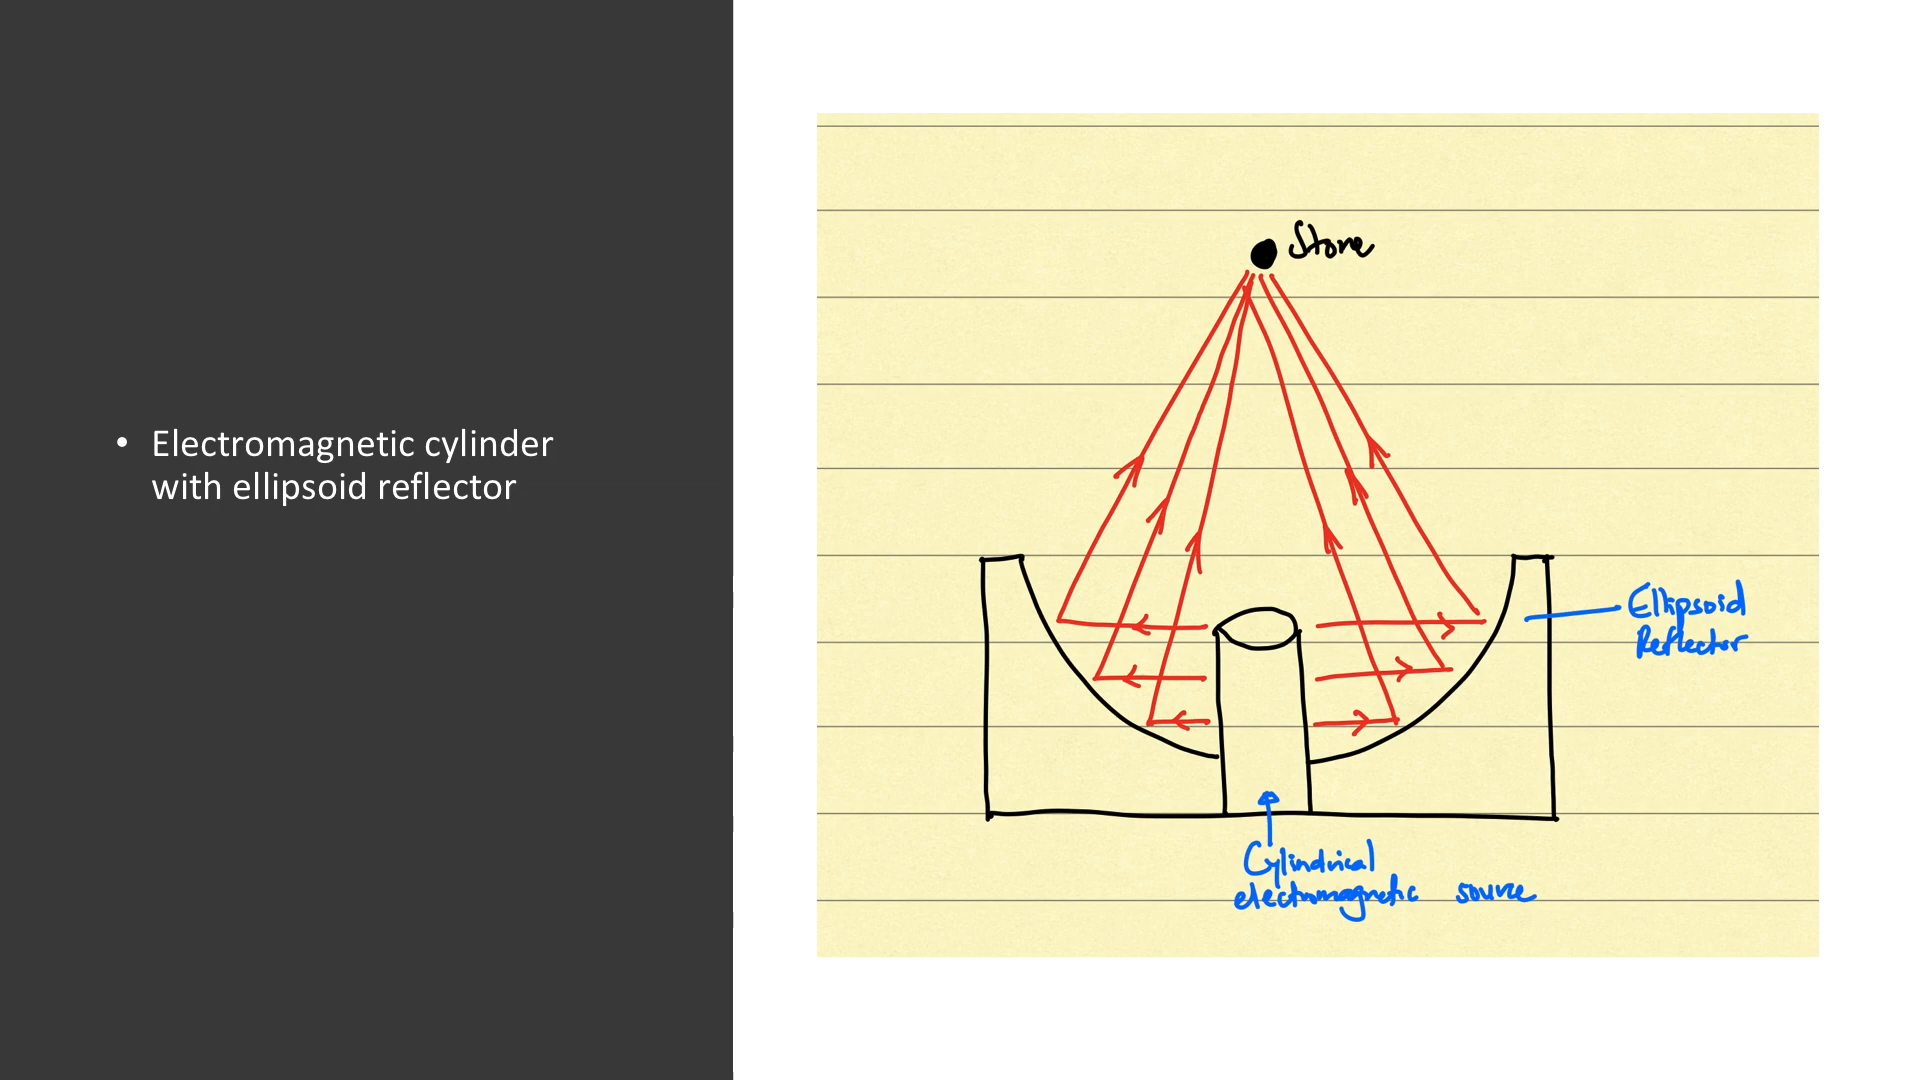 • Electromagnetic cylinder
with ellipsoid reflector
Stone
Ellipsoid
Reflector
Cylindrical
electromagnetic source